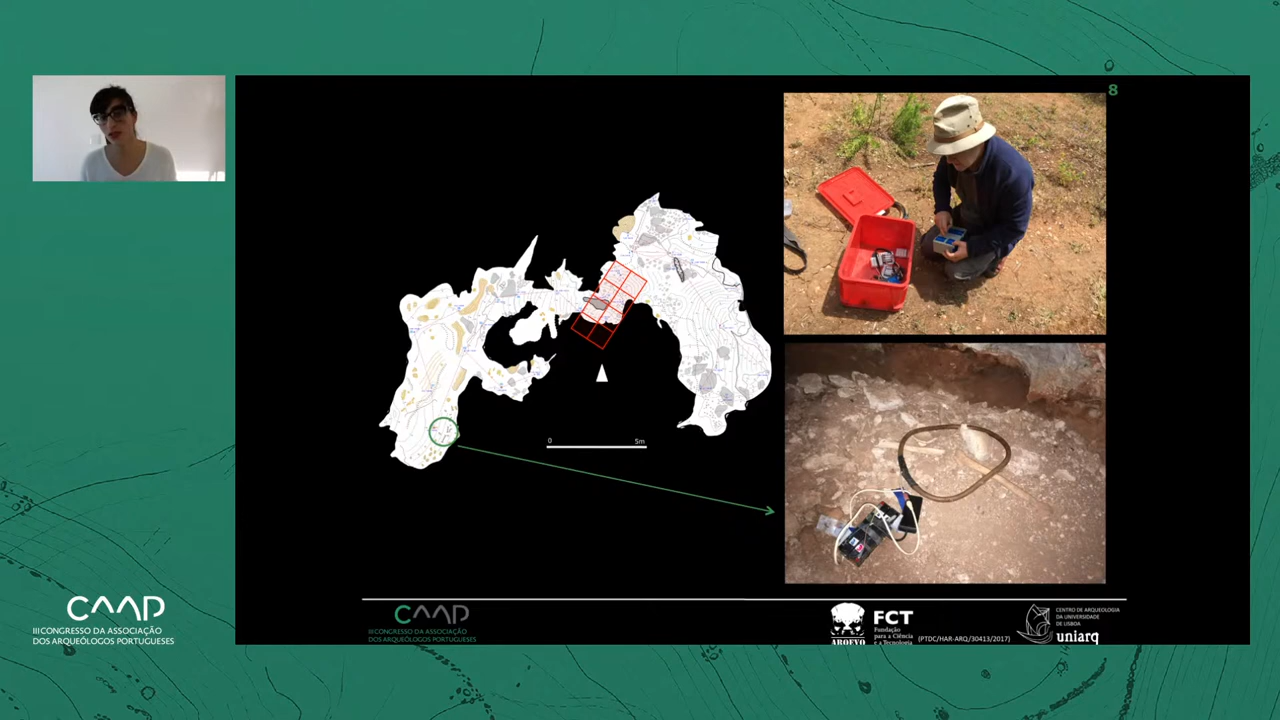 8
0
5m
CAAP
III CONGRESSO DA ASSOCIAÇÃO
DOS ARQUEÓLOGOS PORTUGUESES
CAAP
III CONGRESSO DA ASSOCIAÇÃO
DOS ARQUEÓLOGOS PORTUGUESES
ARQEVO
FCT
Fundação
para a Ciência
e a Tecnologia
(PTDC/HAR-ARQ/30413/2017)
CENTRO DE ARQUEOLOGIA
DA UNIVERSIDADE
DE LISBOA
uniarq